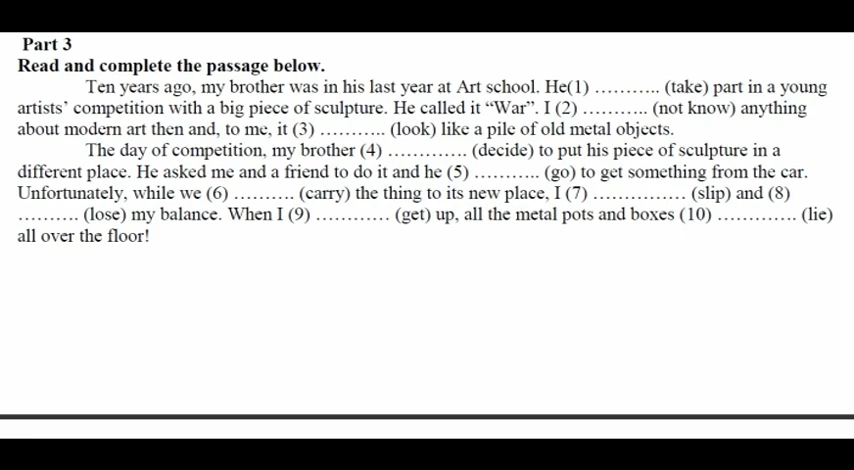 Part 3
Read and complete the passage below.
Ten years ago, my brother was in his last year at Art school. He(1) ……….. (take) part in a young
artists’ competition with a big piece of sculpture. He called it “War”. I (2) ……….. (not know) anything
about modern art then and, to me, it (3) ……….. (look) like a pile of old metal objects.
The day of competition, my brother (4) …………. (decide) to put his piece of sculpture in a
different place. He asked me and a friend to do it and he (5) ……….. (go) to get something from the car.
Unfortunately, while we (6) ………. (carry) the thing to its new place, I (7) ……………. (slip) and (8)
………. (lose) my balance. When I (9) ………… (get) up, all the metal pots and boxes (10) …………. (lie)
all over the floor!